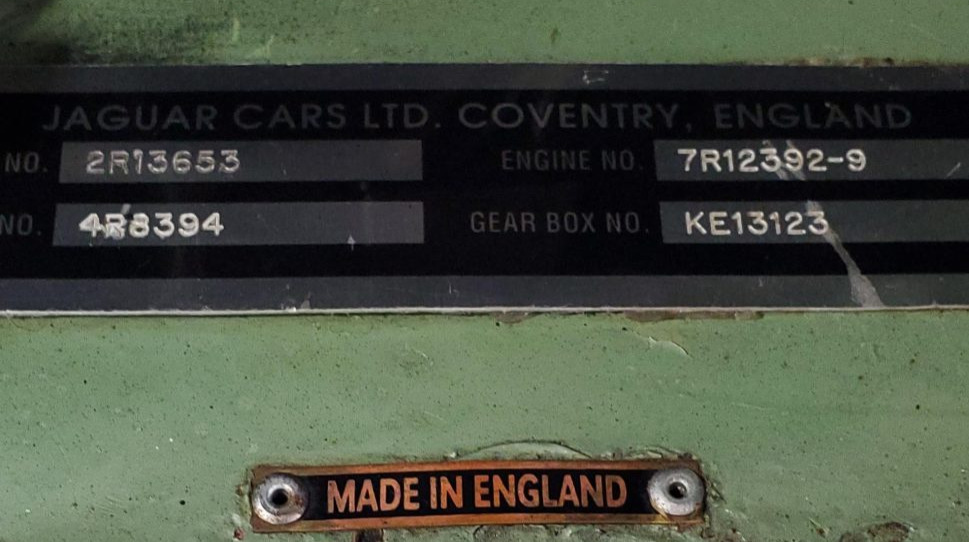 JAGUAR CARS LTD. COVENTRY, ENGLAND
NO. 2R13653 ENGINE NO. 7R12392-9
NO. 4R8394 GEAR BOX NO. KE13123
MADE IN ENGLAND